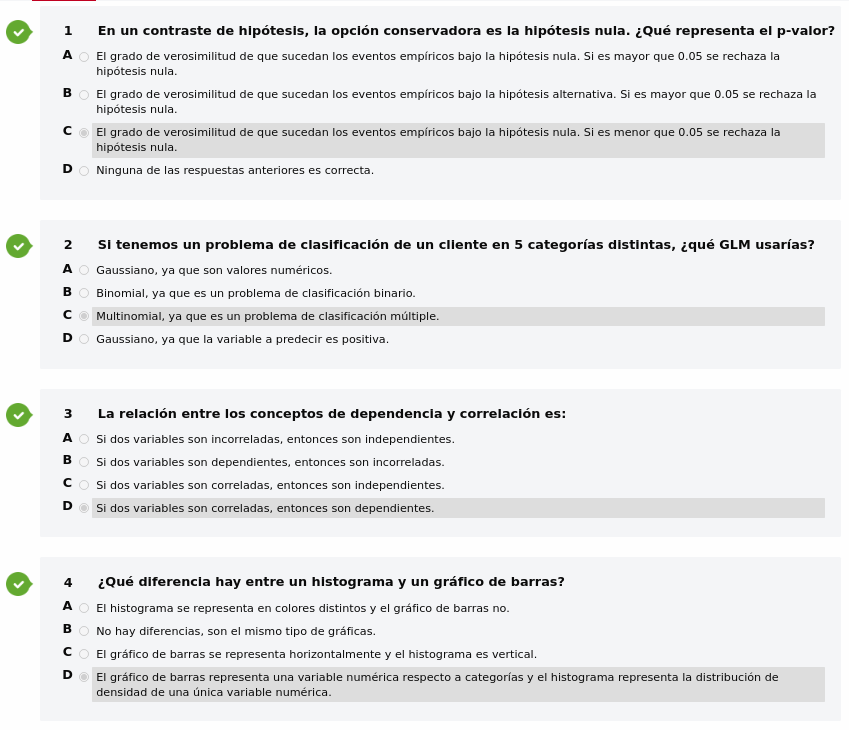 1 En un contraste de hipótesis, la opción conservadora es la hipótesis nula. ¿Qué representa el p-valor?
A El grado de verosimilitud de que sucedan los eventos empíricos bajo la hipótesis nula. Si es mayor que 0.05 se rechaza la
hipótesis nula.
B El grado de verosimilitud de que sucedan los eventos empíricos bajo la hipótesis alternativa. Si es mayor que 0.05 se rechaza la
hipótesis nula.
C El grado de verosimilitud de que sucedan los eventos empíricos bajo la hipótesis nula. Si es menor que 0.05 se rechaza la
hipótesis nula.
D Ninguna de las respuestas anteriores es correcta.
2 Si tenemos un problema de clasificación de un cliente en 5 categorías distintas, ¿qué GLM usarías?
A Gaussiano, ya que son valores numéricos.
B Binomial, ya que es un problema de clasificación binario.
C Multinomial, ya que es un problema de clasificación múltiple.
D Gaussiano, ya que la variable a predecir es positiva.
3 La relación entre los conceptos de dependencia y correlación es:
A Si dos variables son incorreladas, entonces son independientes.
B Si dos variables son dependientes, entonces son incorreladas.
C Si dos variables son correladas, entonces son independientes.
D Si dos variables son correladas, entonces son dependientes.
4 ¿Qué diferencia hay entre un histograma y un gráfico de barras?
A El histograma se representa en colores distintos y el gráfico de barras no.
B No hay diferencias, son el mismo tipo de gráficas.
C El gráfico de barras se representa horizontalmente y el histograma es vertical.
D El gráfico de barras representa una variable numérica respecto a categorías y el histograma representa la distribución de
densidad de una única variable numérica.